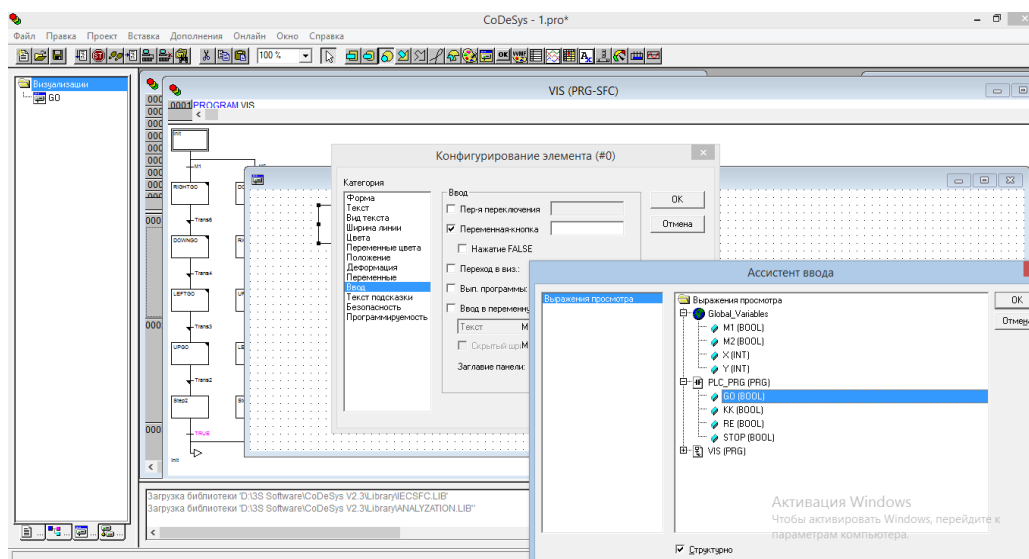 CoDeSys - 1.pro*
Файл Правка Проект Вставка Дополнения Онлайн Окно Справка
100 %
Визуализации
GO
VIS (PRG-SFC)
0001 PROGRAM VIS
Init
M1
RIGHTGO
Trans6
DOWNGO
Trans4
LEFTGO
Trans3
UPGO
Trans2
Step2
TRUE
Init
Конфигурирование элемента (#0)
Категория
Форма
Текст
Вид текста
Ширина линии
Цвета
Переменные цвета
Положение
Деформация
Переменные
Ввод
Текст подсказки
Безопасность
Программируемость
Ввод
Пер-я переключения
Переменная-кнопка
Нажатие FALSE
Переход в виз.:
Вып. программы:
Ввод в переменну
Текст M
Скрытый M
Заглавие панели:
OK
Отмена
Ассистент ввода
Выражения просмотра
Выражения просмотра
Global_Variables
M1 (BOOL)
M2 (BOOL)
X (INT)
Y (INT)
PLC_PRG (PRG)
GO (BOOL)
KK (BOOL)
RE (BOOL)
STOP (BOOL)
VIS (PRG)
OK
Отмена
Структурно
Загрузка библиотеки 'D:\3S Software\CoDeSys V2.3\Library\IECSFC.LIB'
Загрузка библиотеки 'D:\3S Software\CoDeSys V2.3\Library\ANALYZATION.LIB'
Активация Windows
Чтобы активировать Windows, перейдите к
параметрам компьютера.